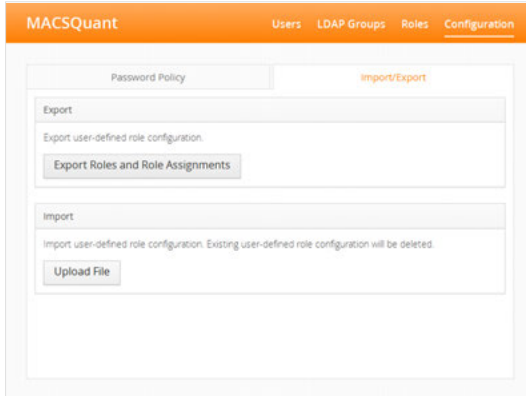 MACSQuant Users LDAP Groups Roles Configuration
Password Policy Import/Export
Export
Export user-defined role configuration.
Export Roles and Role Assignments
Import
Import user-defined role configuration. Existing user-defined role configuration will be deleted.
Upload File